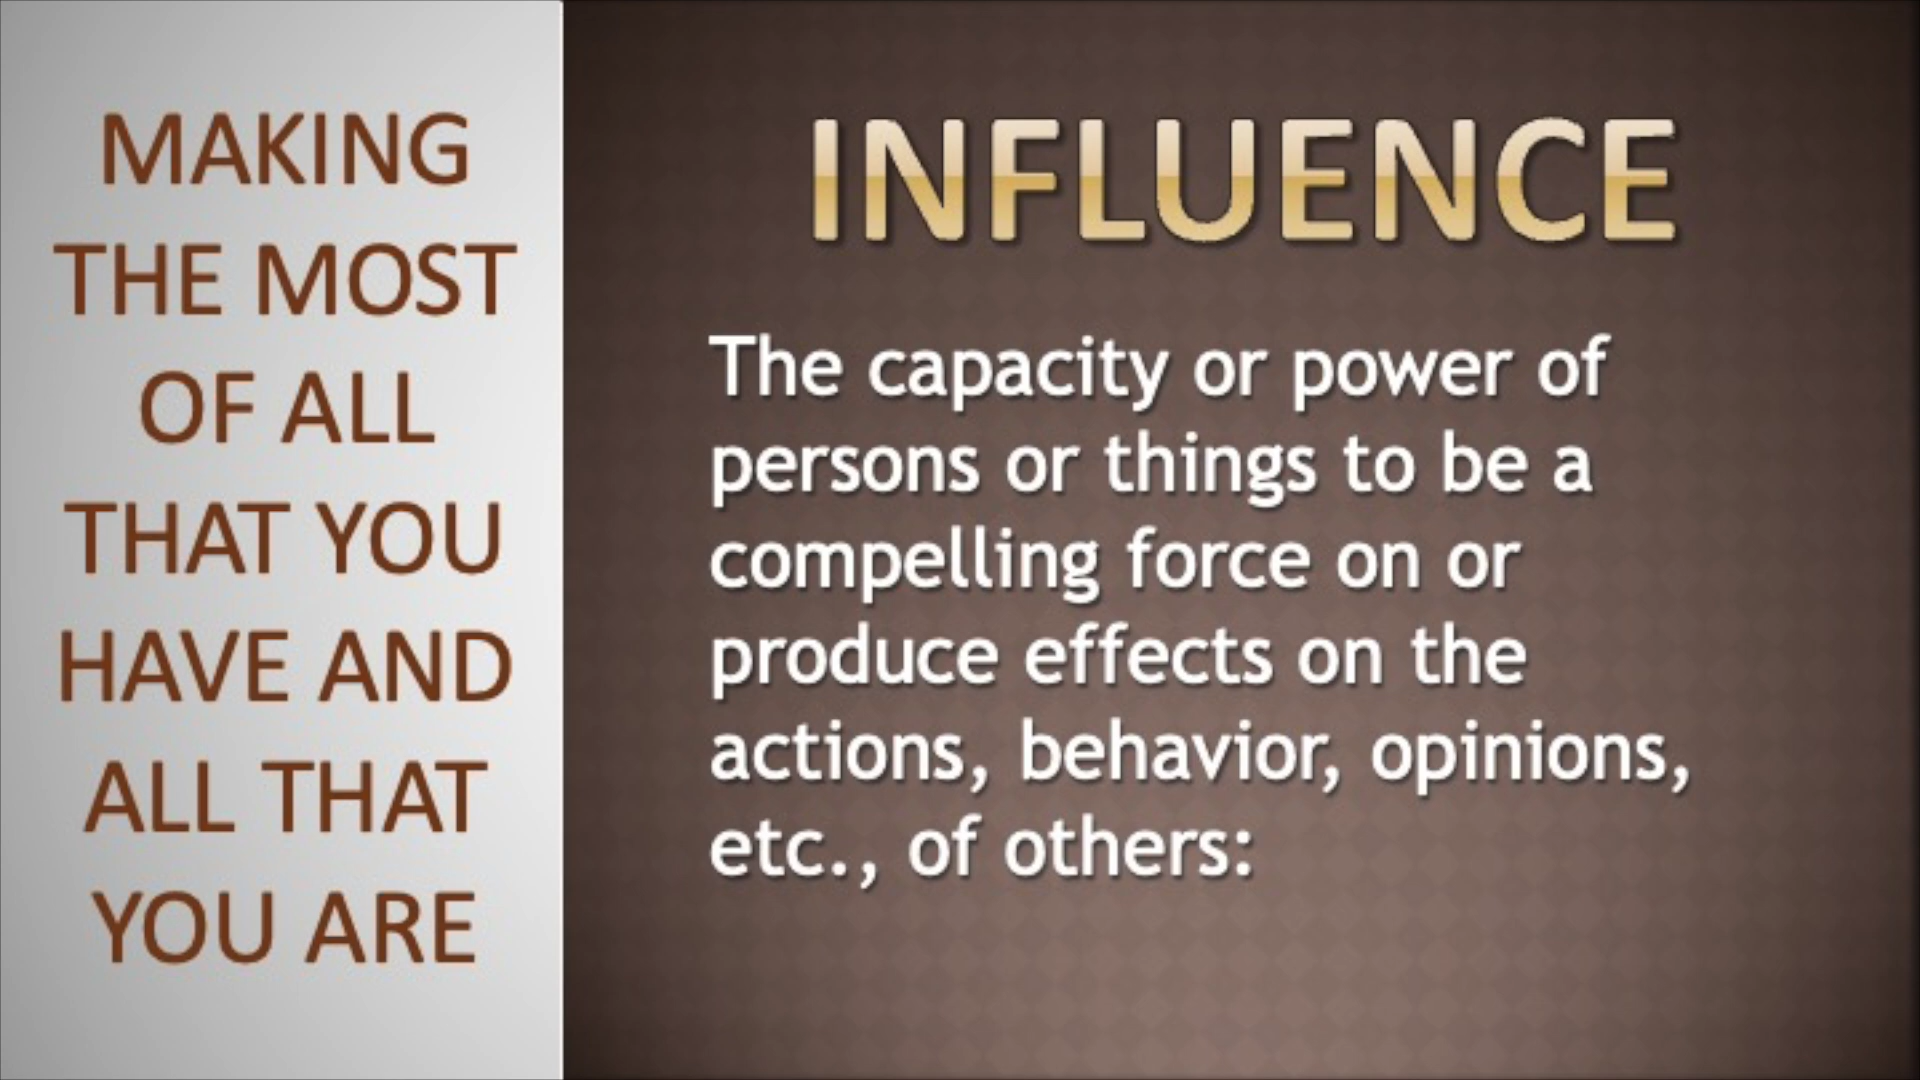 MAKING
THE MOST
OF ALL
THAT YOU
HAVE AND
ALL THAT
YOU ARE
INFLUENCE
The capacity or power of
persons or things to be a
compelling force on or
produce effects on the
actions, behavior, opinions,
etc., of others: